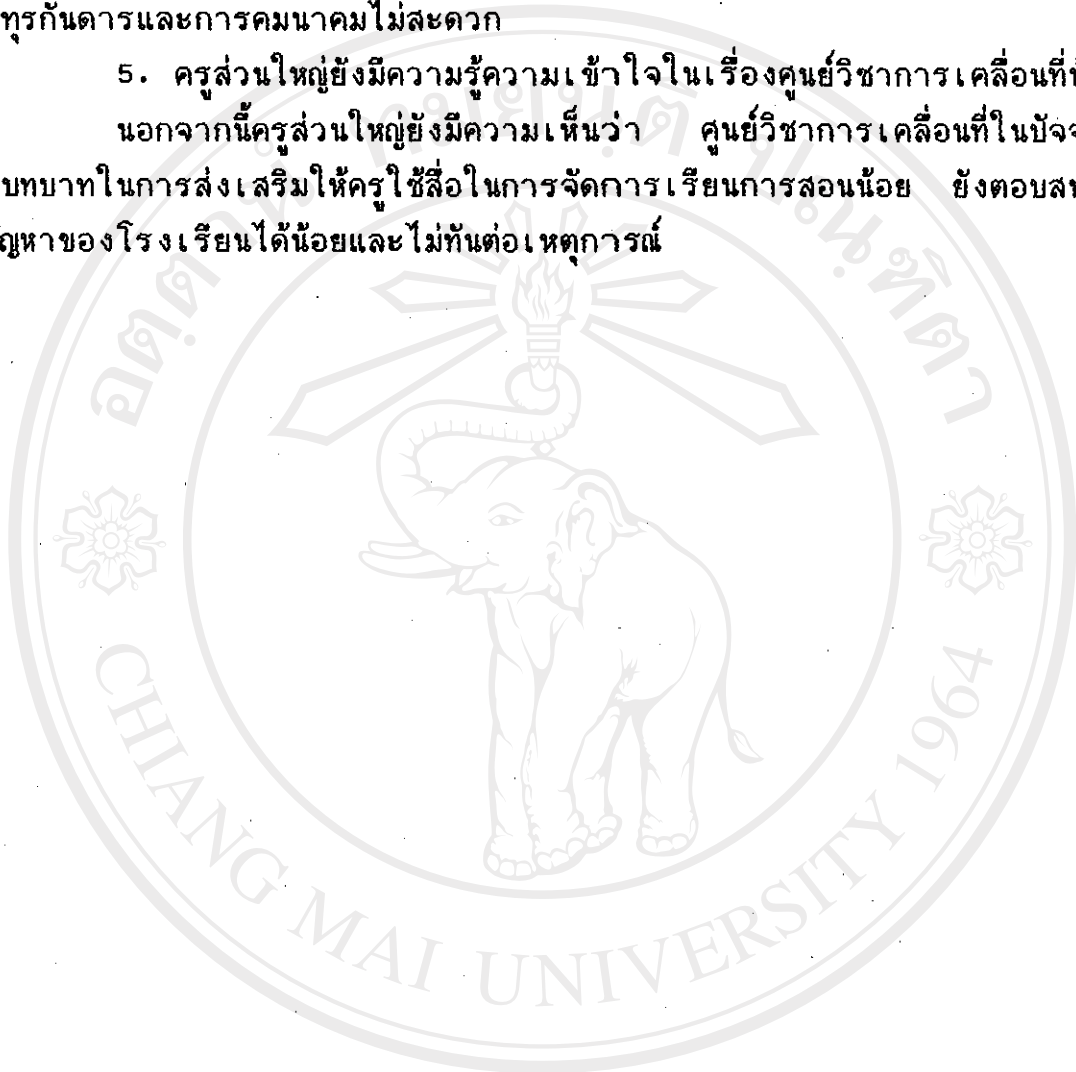 ทุรกันดารและการคมนาคมไม่สะดวก
5. ครูส่วนใหญ่ยังมีความรู้ความเข้าใจในเรื่องศูนย์วิชาการเคลื่อนที่
นอกจากนี้ครูส่วนใหญ่ยังมีความเห็นว่า ศูนย์วิชาการเคลื่อนที่ในปัจจ
บทบาทในการส่งเสริมให้ครูใช้สื่อในการจัดการเรียนการสอนน้อย ยังตอบส
ญหาของโรงเรียนได้น้อยและไม่ทันต่อเหตุการณ์
CHIANG MAI UNIVERSITY 1964